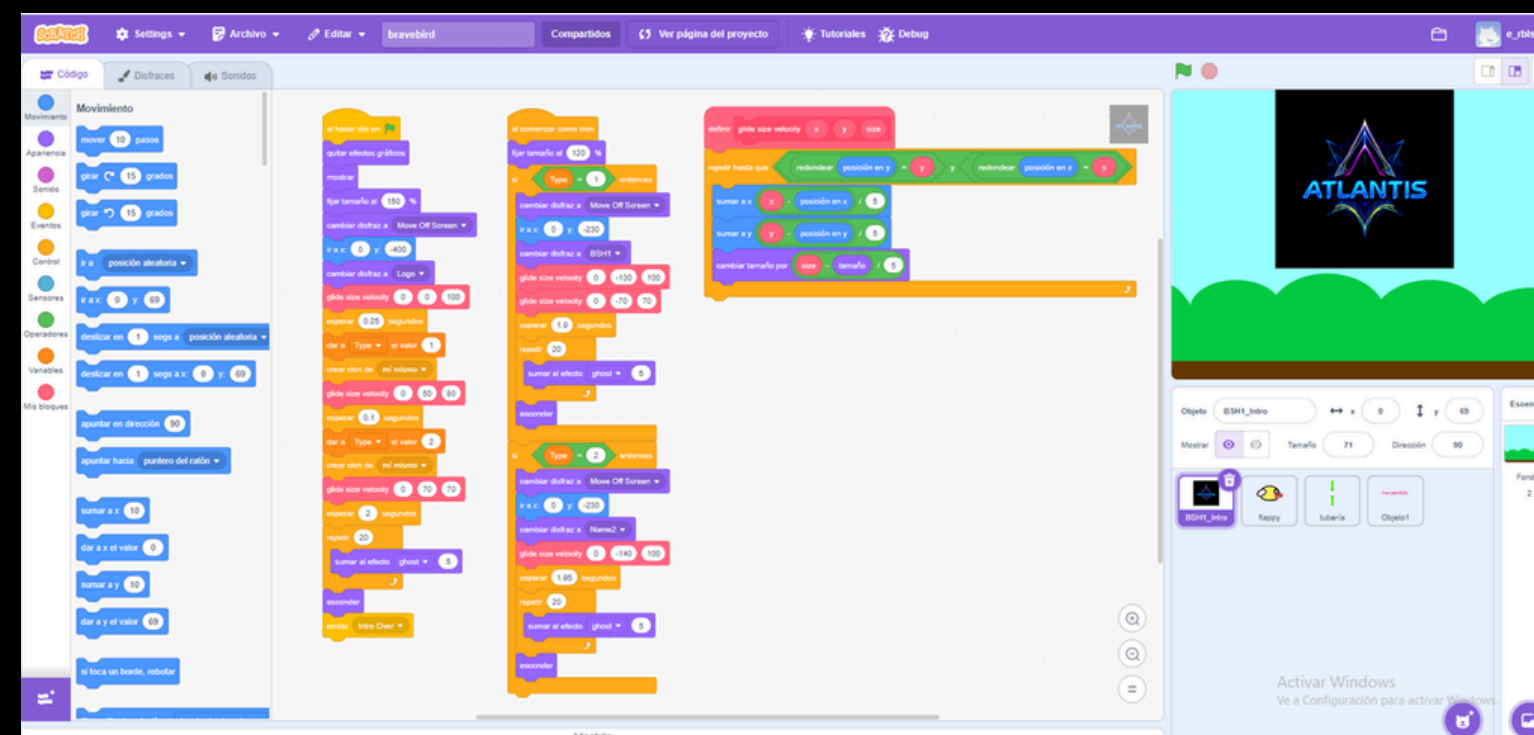 SCRATCH Settings Archivo Editar bravebird Compartidos Ver página del proyecto Tutoriales Debug e_rbls
Código Disfraces Sonidos
Movimiento
Apariencia
Sonido
Eventos
Control
Sensores
Operadores
Variables
Mis bloques
Movimiento
mover 10 pasos
girar 15 grados
girar 15 grados
ir a posición aleatoria
ir a x: 0 y: 69
deslizar en 1 segs a posición aleatoria
deslizar en 1 segs a x: 0 y: 69
apuntar en dirección 90
apuntar hacia puntero del ratón
sumar a x 10
dar a x el valor 0
sumar a y 10
dar a y el valor 69
si toca un borde, rebotar
al hacer clic en
quitar efectos gráficos
mostrar
fijar tamaño al 150 %
cambiar disfraz a Move Off Screen
ir a x: 0 y: -400
cambiar disfraz a Logo
glide size velocity 0 0 100
esperar 0.25 segundos
dar a Type el valor 1
crear clon de mí mismo
glide size velocity 0 50 80
esperar 0.1 segundos
dar a Type el valor 2
crear clon de mí mismo
glide size velocity 0 70 70
esperar 2 segundos
repetir 20
sumar al efecto ghost 5
esconder
enviar Intro Over
al comenzar como clon
fijar tamaño al 120 %
si Type = 1 entonces
cambiar disfraz a Move Off Screen
ir a x: 0 y: -230
cambiar disfraz a BSH1
glide size velocity 0 -130 100
glide size velocity 0 -70 70
esperar 1.9 segundos
repetir 20
sumar al efecto ghost 5
esconder
si Type = 2 entonces
cambiar disfraz a Move Off Screen
ir a x: 0 y: -230
cambiar disfraz a Name2
glide size velocity 0 -140 100
esperar 1.95 segundos
repetir 20
sumar al efecto ghost 5
esconder
definir glide size velocity x y size
repetir hasta que redondear posición en y = y y redondear posición en x = x
sumar a x x - posición en x / 5
sumar a y y - posición en y / 5
cambiar tamaño por size - tamaño / 5
ATLANTIS
Objeto BSH1_Intro x 0 y 69
Mostrar Tamaño 71 Dirección 90
BSH1_Intro flappy tubería Objeto1
Escen
Fond
2
Activar Windows
Ve a Configuración para activar Windows.